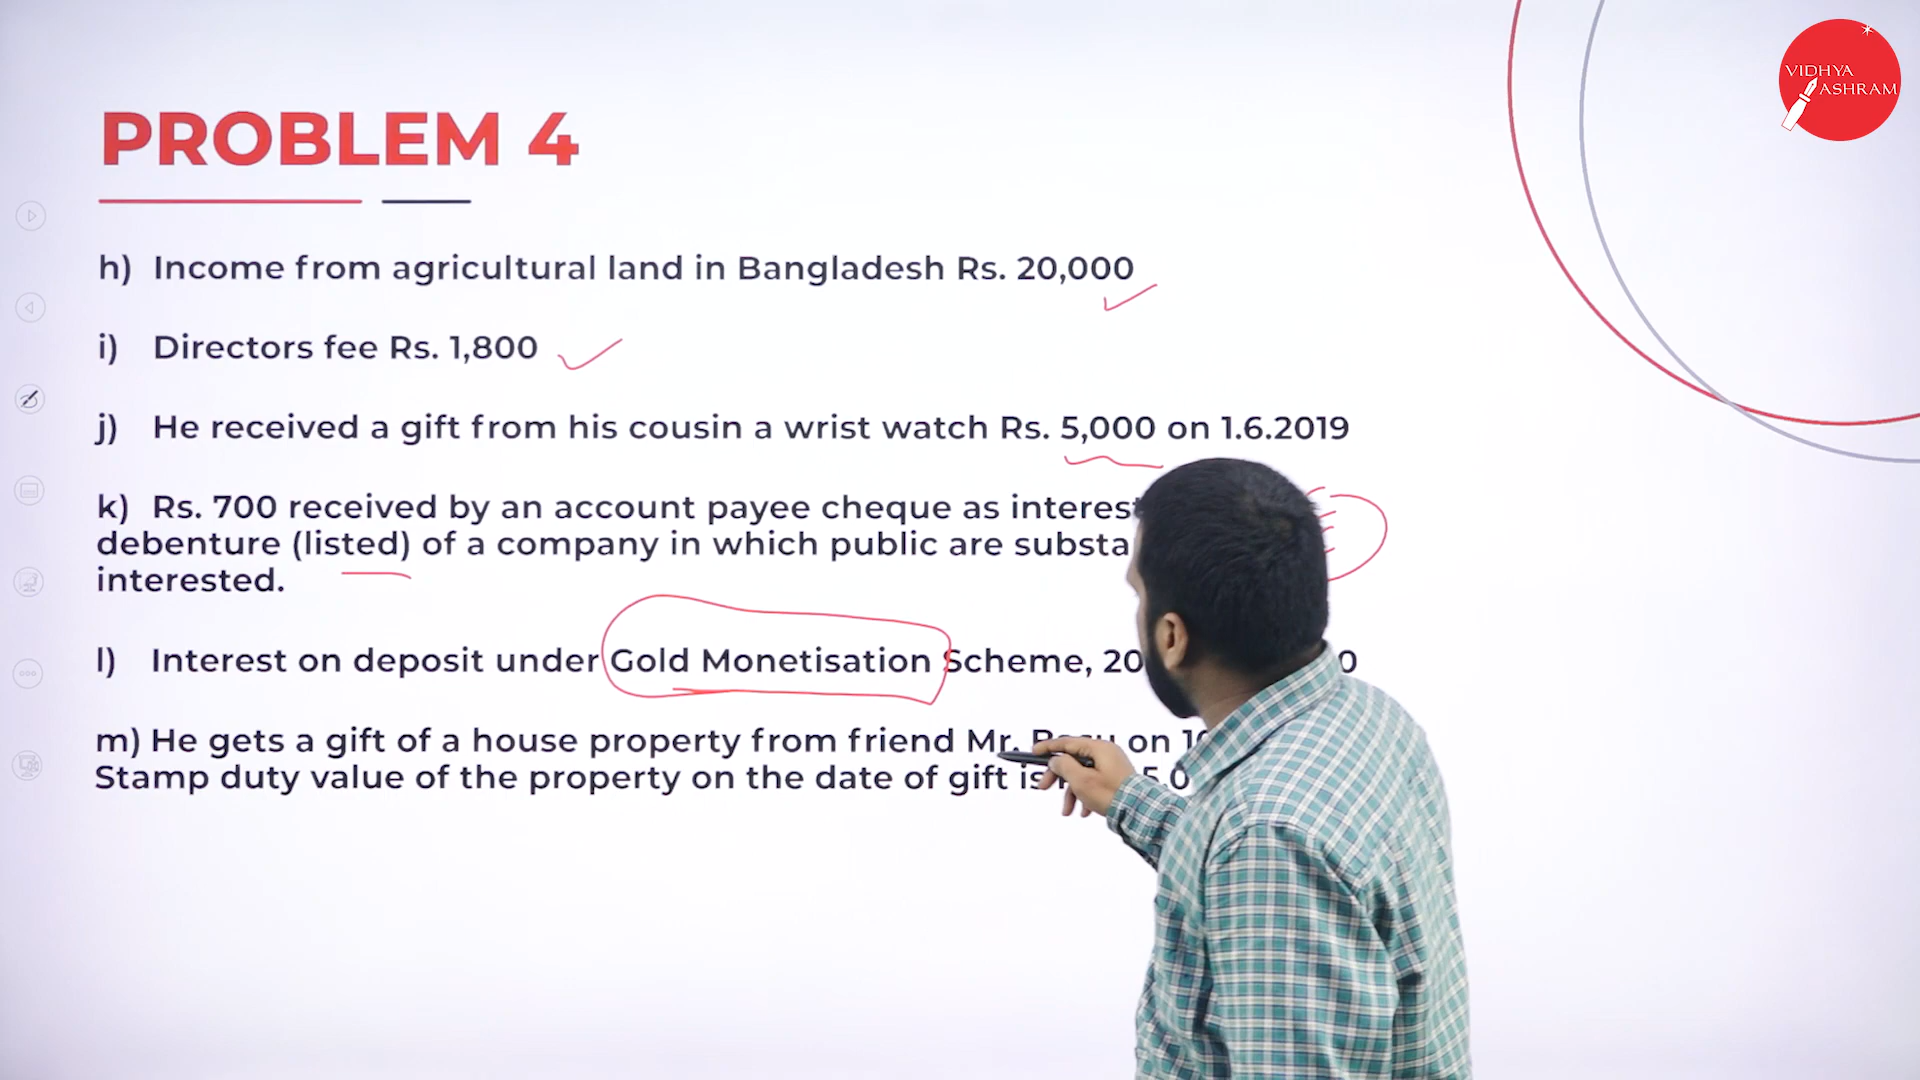 VIDHYA
ASHRAM
PROBLEM 4
h) Income from agricultural land in Bangladesh Rs. 20,000
i) Directors fee Rs. 1,800
j) He received a gift from his cousin a wrist watch Rs. 5,000 on 1.6.2019
k) Rs. 700 received by an account payee cheque as interest
debenture (listed) of a company in which public are
interested.
l) Interest on deposit under Gold Monetisation Scheme,
m) He gets a gift of a house property from friend Mr. on
Stamp duty value of the property on the date of gift is